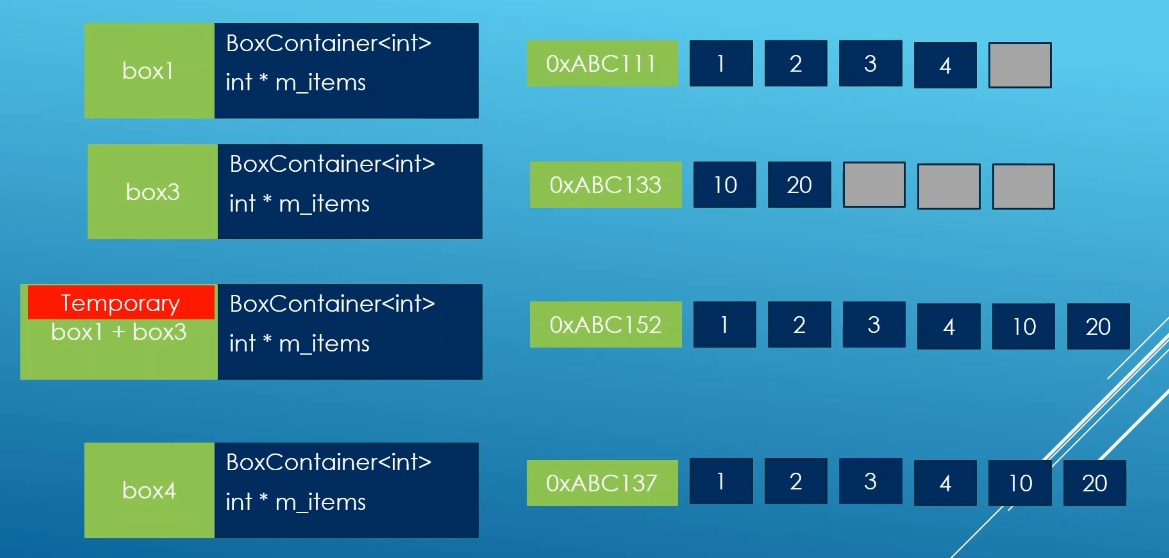 box1
BoxContainer<int>
int * m_items
0xABC111 1 2 3 4
box3
BoxContainer<int>
int * m_items
0xABC133 10 20
Temporary
box1 + box3
BoxContainer<int>
int * m_items
0xABC152 1 2 3 4 10 20
box4
BoxContainer<int>
int * m_items
0xABC137 1 2 3 4 10 20